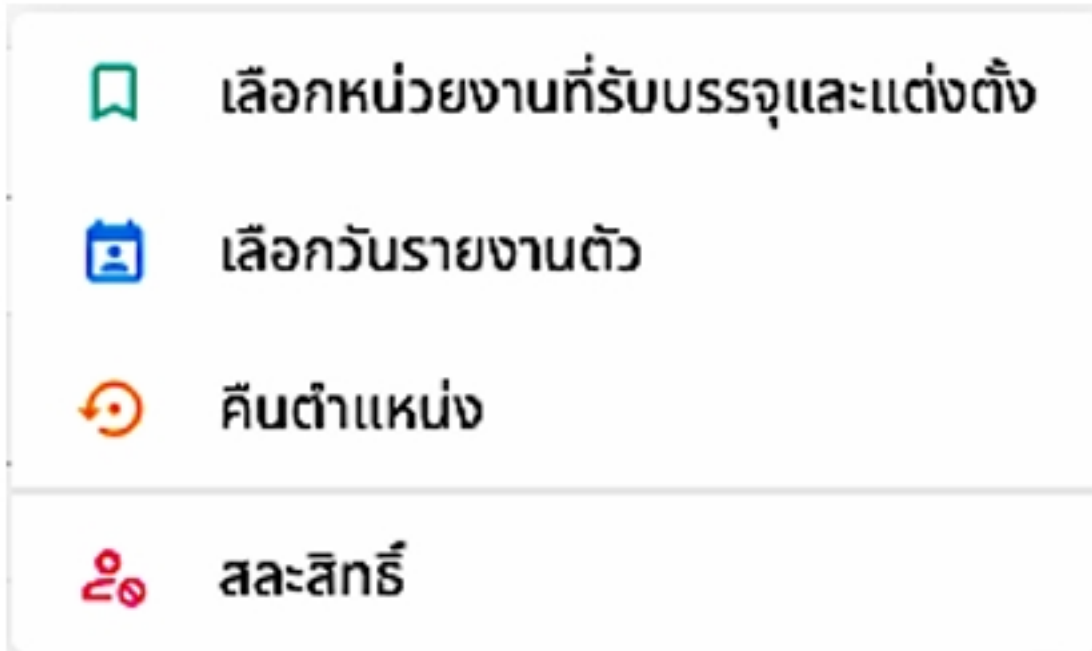 เลือกหน่วยงานที่รับบรรจุและแต่งตั้ง
เลือกวันรายงานตัว
คืนตำแหน่ง
สละสิทธิ์